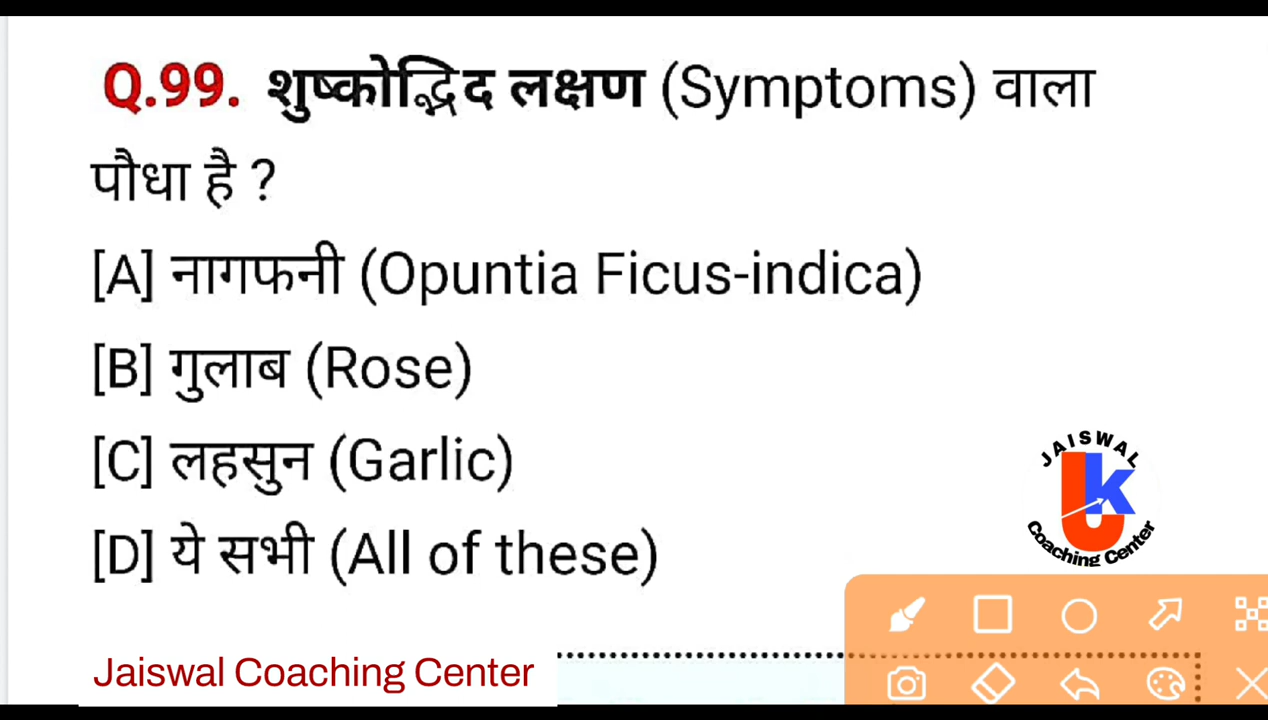 Q.99. शुष्कोद्भिद लक्षण (Symptoms) वाला
पौधा है ?
[A] नागफनी (Opuntia Ficus-indica)
[B] गुलाब (Rose)
[C] लहसुन (Garlic)
[D] ये सभी (All of these)
JAISWAL
JK
Coaching Center
Jaiswal Coaching Center